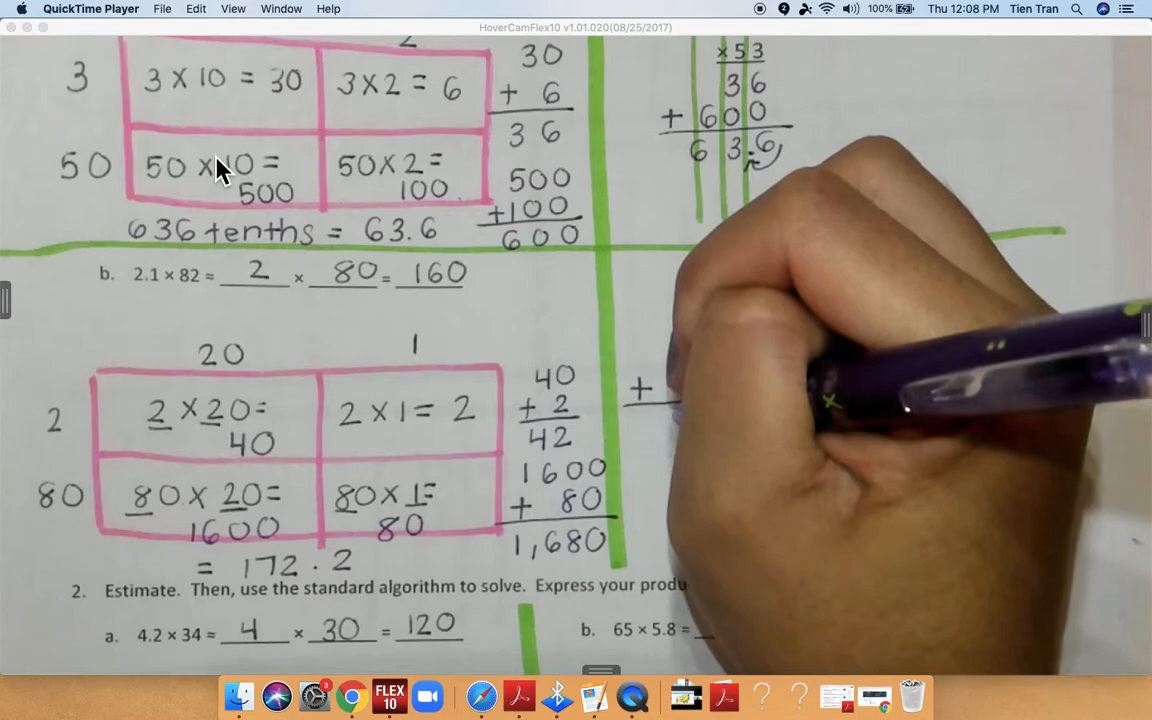 QuickTime Player File Edit View Window Help
2 100% Thu 12:08 PM Tien Tran
HoverCamFlex10 v1.01.020(08/25/2017)
3 3 X 10 = 30 3 X 2 = 6
50 50 X 10 = 500 50 X 2 = 100
636 tenths = 63.6
30
+ 6
36
500
+100
600
×53
36
+ 600
63.6
b. 2.1 × 82 ≈ 2 × 80 = 160
20 1
2 2 X 20= 40 2 X 1= 2
80 80 X 20= 1600 80 X 1= 80
= 172.2
40
+ 2
42
1600
+ 80
1,680
+
2. Estimate. Then, use the standard algorithm to solve. Express your produ
a. 4.2 × 34 ≈ 4 × 30 = 120
b. 65 × 5.8 ≈
3
FLEX
10